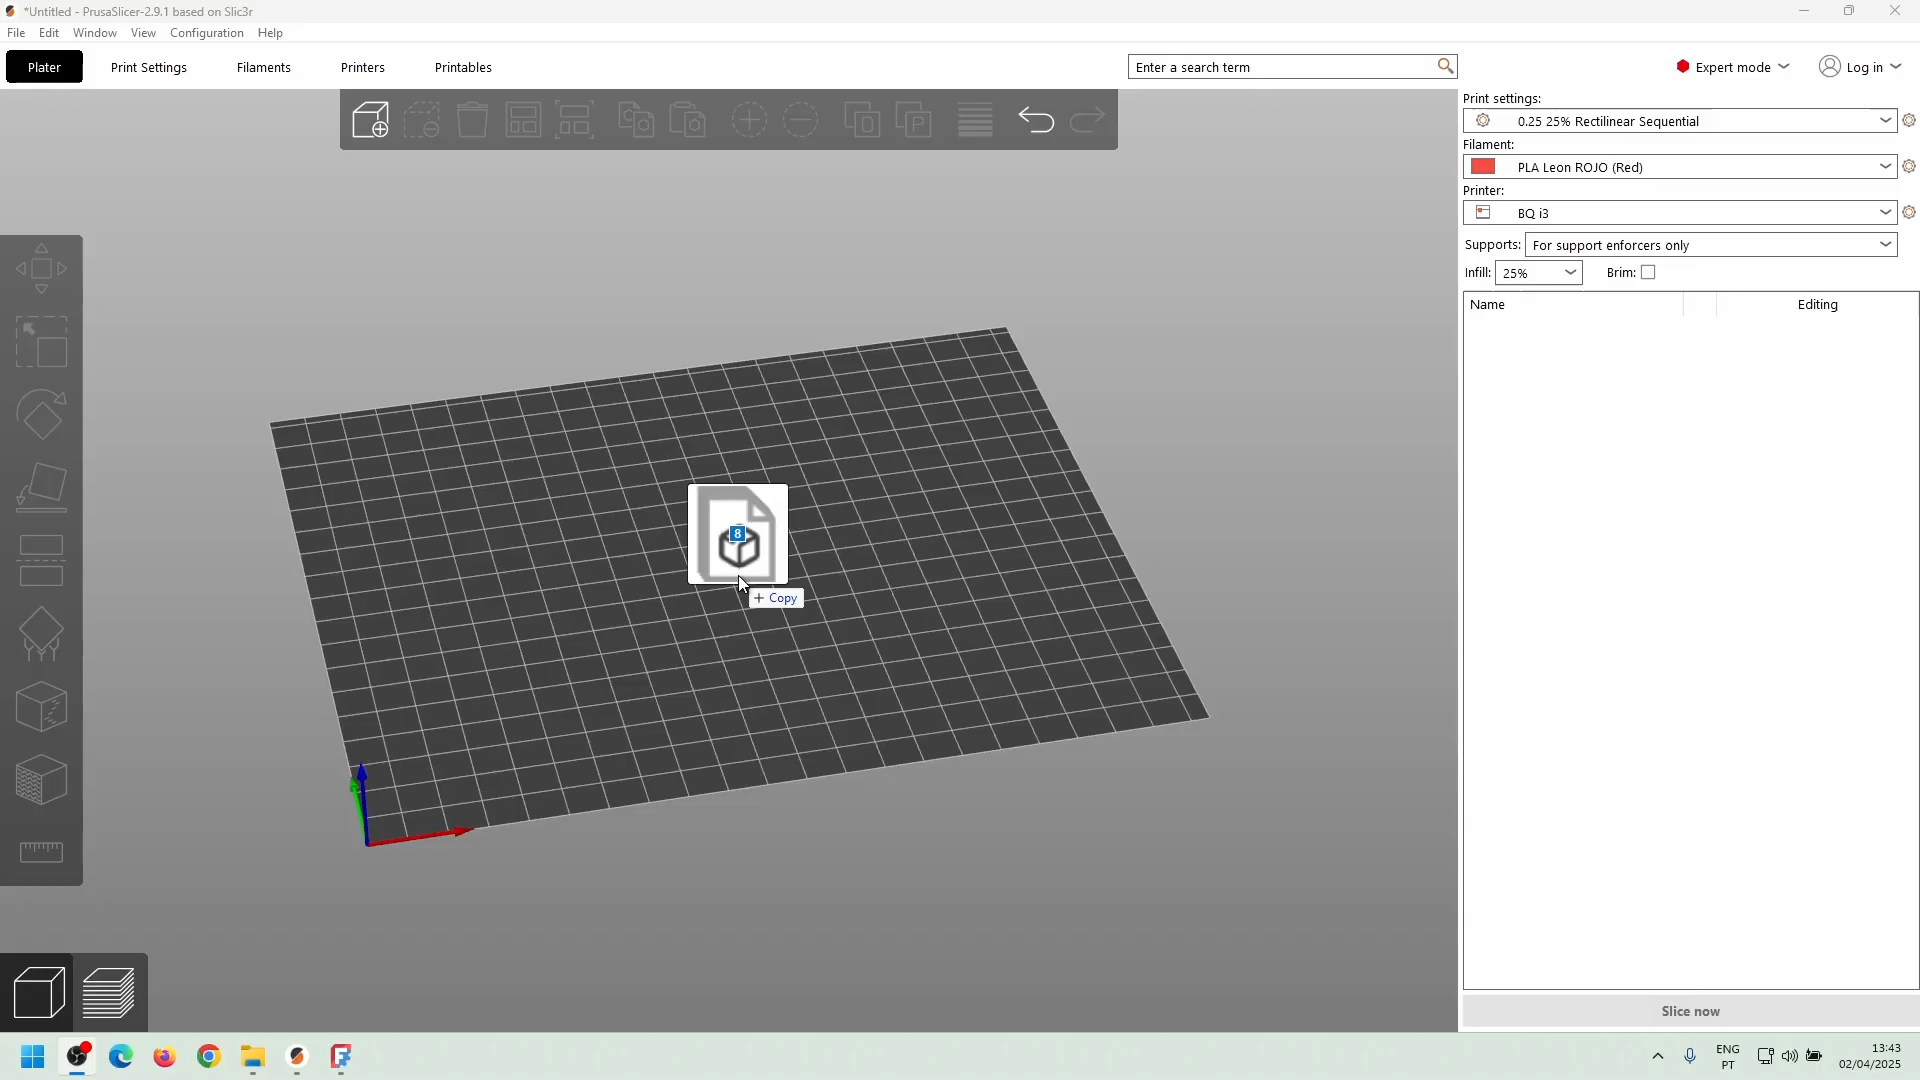 *Untitled - PrusaSlicer-2.9.1 based on Slic3r
File Edit Window View Configuration Help
Plater Print Settings Filaments Printers Printables
Enter a search term
Expert mode
Log in
Print settings:
0.25 25% Rectilinear Sequential
Filament:
PLA Leon ROJO (Red)
Printer:
BQ i3
Supports: For support enforcers only
Infill: 25% Brim:
Name Editing
8
+ Copy
Slice now
ENG
PT
13:43
02/04/2025